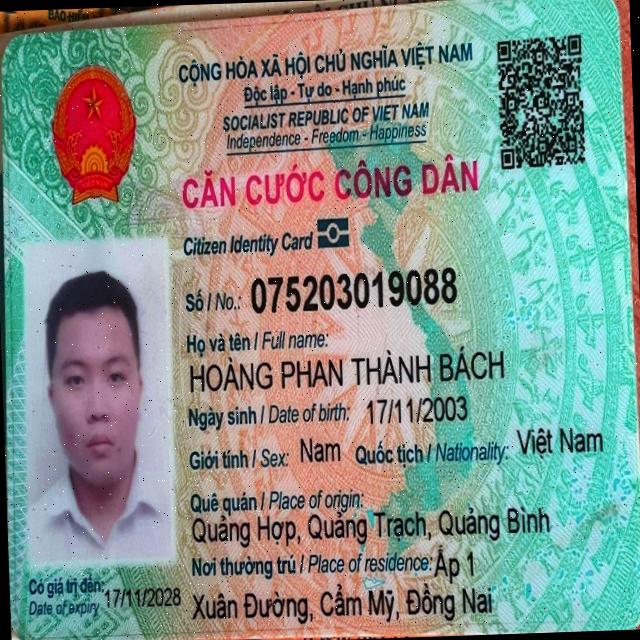 BẢO HIỂM
CỘNG HÒA XÃ HỘI CHỦ NGHĨA VIỆT NAM
Độc lập - Tự do - Hạnh phúc
SOCIALIST REPUBLIC OF VIET NAM
Independence - Freedom - Happiness
CĂN CƯỚC CÔNG DÂN
Citizen Identity Card
Số / No.: 075203019088
Họ và tên / Full name:
HOÀNG PHAN THÀNH BÁCH
Ngày sinh / Date of birth: 17/11/2003
Giới tính / Sex: Nam Quốc tịch / Nationality: Việt Nam
Quê quán / Place of origin:
Quảng Hợp, Quảng Trạch, Quảng Bình
Nơi thường trú / Place of residence: Ấp 1
Xuân Đường, Cẩm Mỹ, Đồng Nai
Có giá trị đến: 17/11/2028
Date of expiry